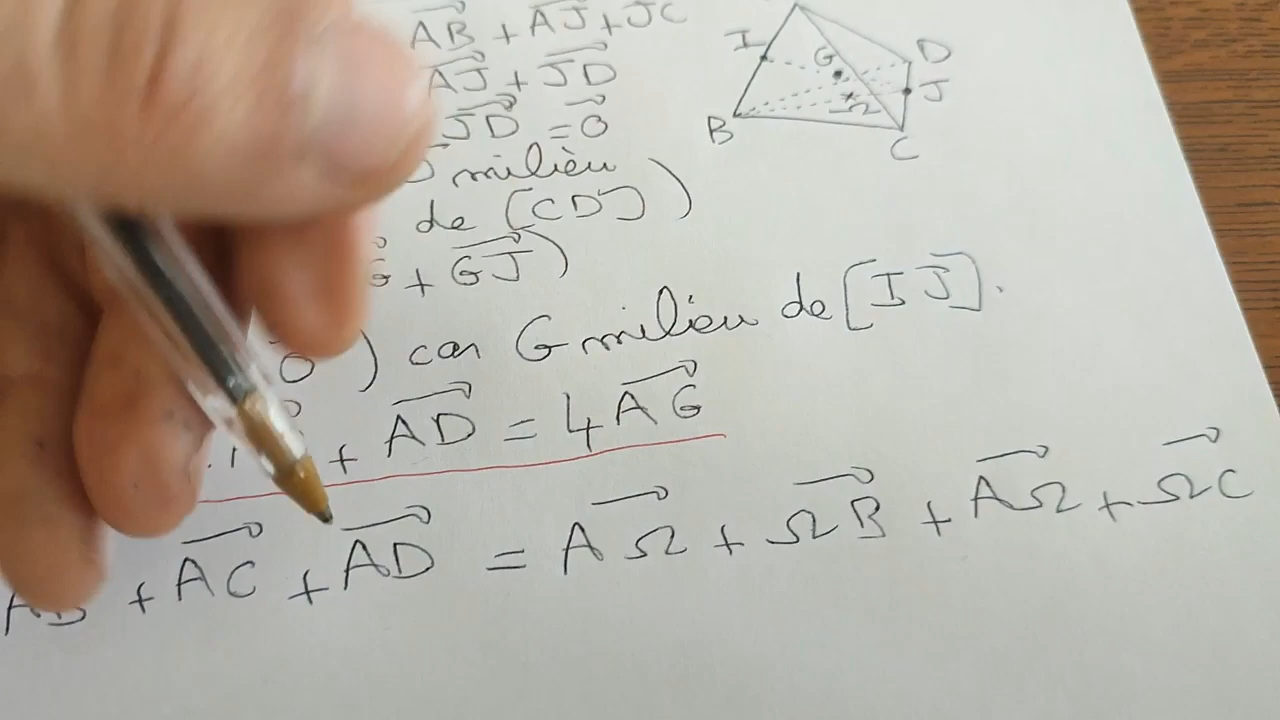 AB + AJ + JC
AJ + JD
JD = 0
milieu
de [CD])
+ GJ)
0 ) car G milieu de [IJ].
+ AD = 4AG
+ AC + AD = AΩ + ΩB + AΩ + ΩC
I
G
D
J
Ω
B
C